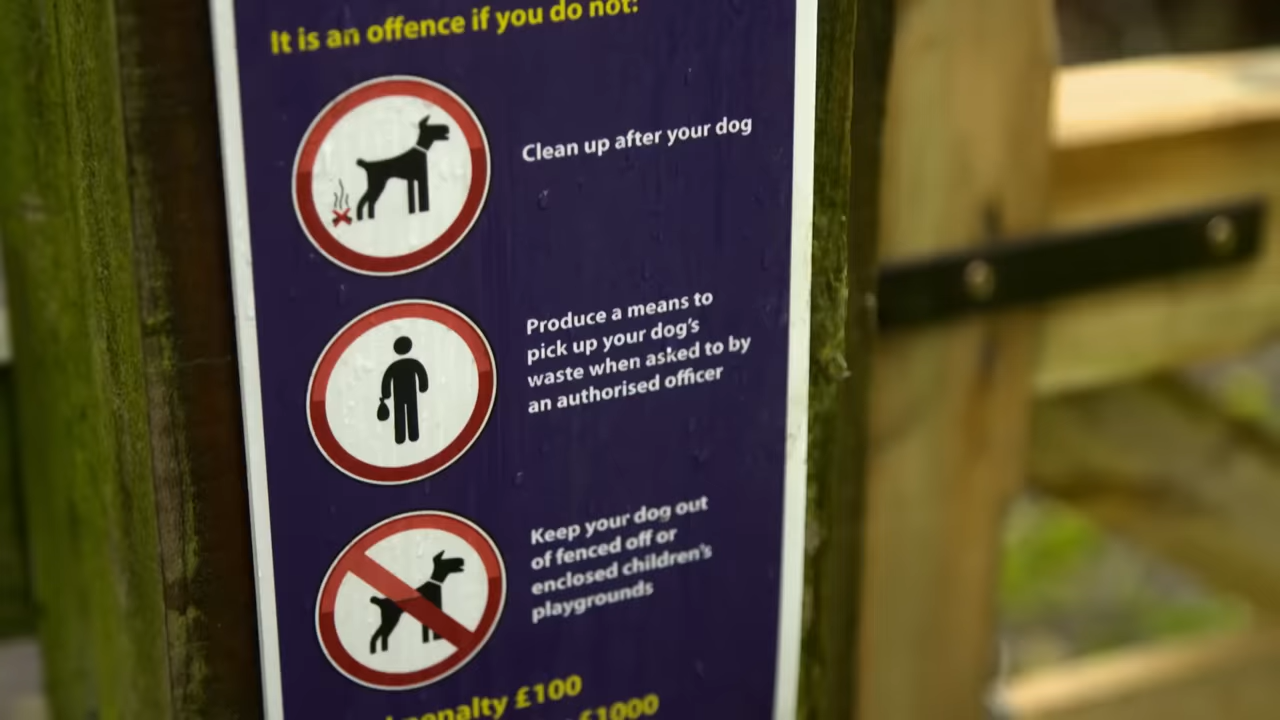 It is an offence if you do not:
Clean up after your dog
Produce a means to
pick up your dog's
waste when asked to by
an authorised officer
Keep your dog out
of fenced off or
enclosed children's
playgrounds
penalty £100
£1000